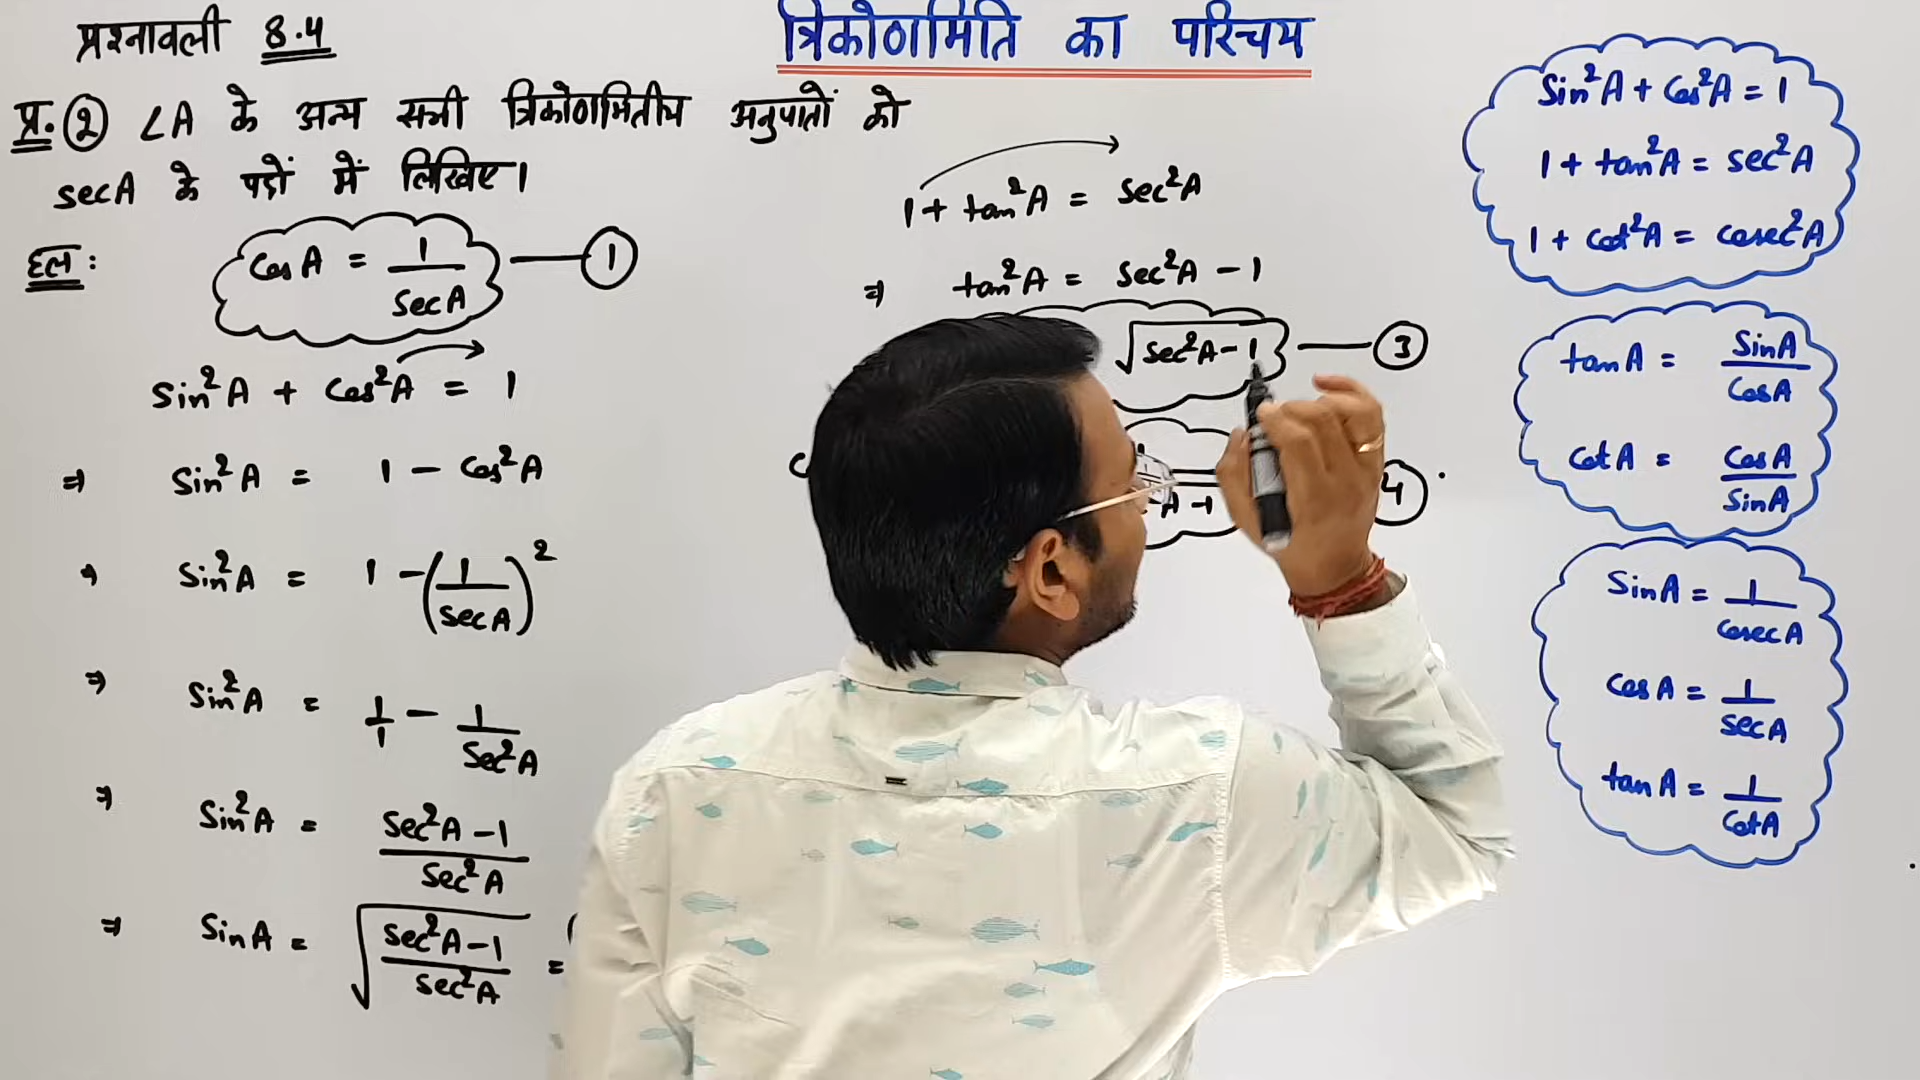 प्रश्नावली 8.4
त्रिकोणमिति का परिचय
प्र. 2 ∠A के अन्य सभी त्रिकोणमितीय अनुपातों को
secA के पदों में लिखिए।
हल:
CosA = 1/SecA — 1
Sin²A + Cos²A = 1
⇒ Sin²A = 1 - Cos²A
⇒ Sin²A = 1 - (1/SecA)²
⇒ Sin²A = 1/1 - 1/Sec²A
⇒ Sin²A = Sec²A-1/Sec²A
⇒ SinA = √(Sec²A-1/Sec²A) =
1 + tan²A = Sec²A
⇒ tan²A = Sec²A - 1
√(Sec²A-1) — 3
A-1
4
Sin²A + Cos²A = 1
1 + tan²A = sec²A
1 + Cot²A = Cosec²A
tanA = SinA/CosA
CotA = CosA/SinA
SinA = 1/CosecA
CosA = 1/SecA
tanA = 1/CotA